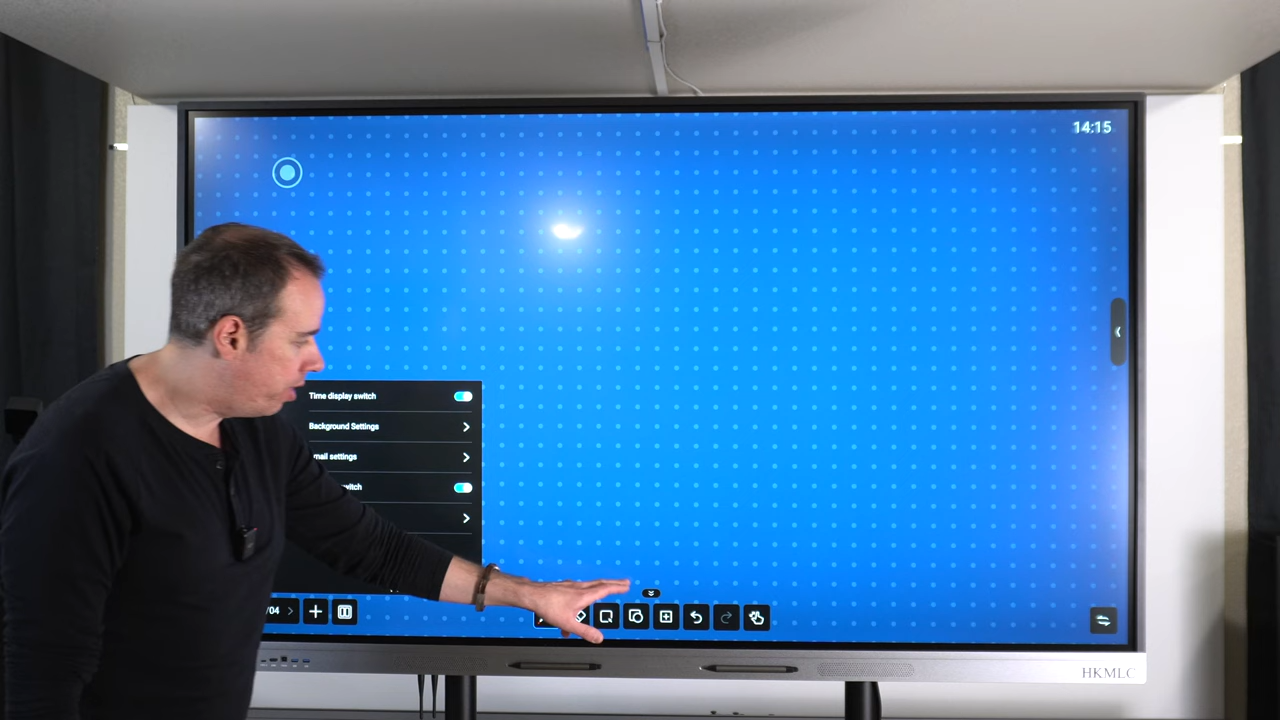 14:15
Time display switch
Background Settings
mail settings
witch
/04
HKMLC